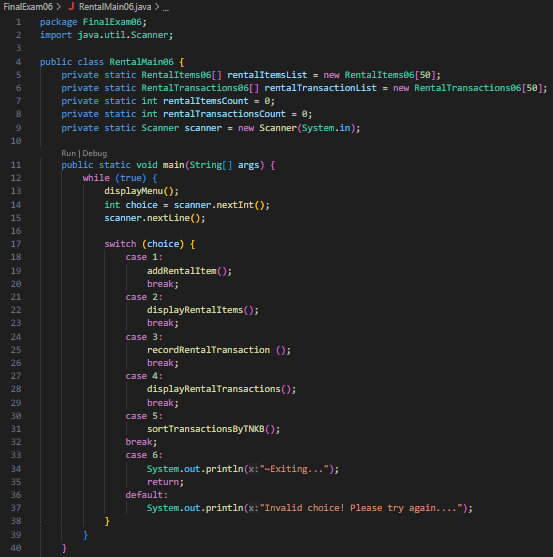 FinalExam06 > J RentalMain06.java > ...
1 package FinalExam06;
2 import java.util.Scanner;
3
4 public class RentalMain06 {
5     private static RentalItems06[] rentalItemsList = new RentalItems06[50];
6     private static RentalTransactions06[] rentalTransactionList = new RentalTransactions06[50];
7     private static int rentalItemsCount = 0;
8     private static int rentalTransactionsCount = 0;
9     private static Scanner scanner = new Scanner(System.in);
10
Run | Debug
11     public static void main(String[] args) {
12         while (true) {
13             displayMenu();
14             int choice = scanner.nextInt();
15             scanner.nextLine();
16
17             switch (choice) {
18                 case 1:
19                     addRentalItem();
20                     break;
21                 case 2:
22                     displayRentalItems();
23                     break;
24                 case 3:
25                     recordRentalTransaction ();
26                     break;
27                 case 4:
28                     displayRentalTransactions();
29                     break;
30                 case 5:
31                     sortTransactionsByTNKB();
32                 break;
33                 case 6:
34                     System.out.println(x:"~Exiting...");
35                     return;
36                 default:
37                     System.out.println(x:"Invalid choice! Please try again....");
38             }
39         }
40     }